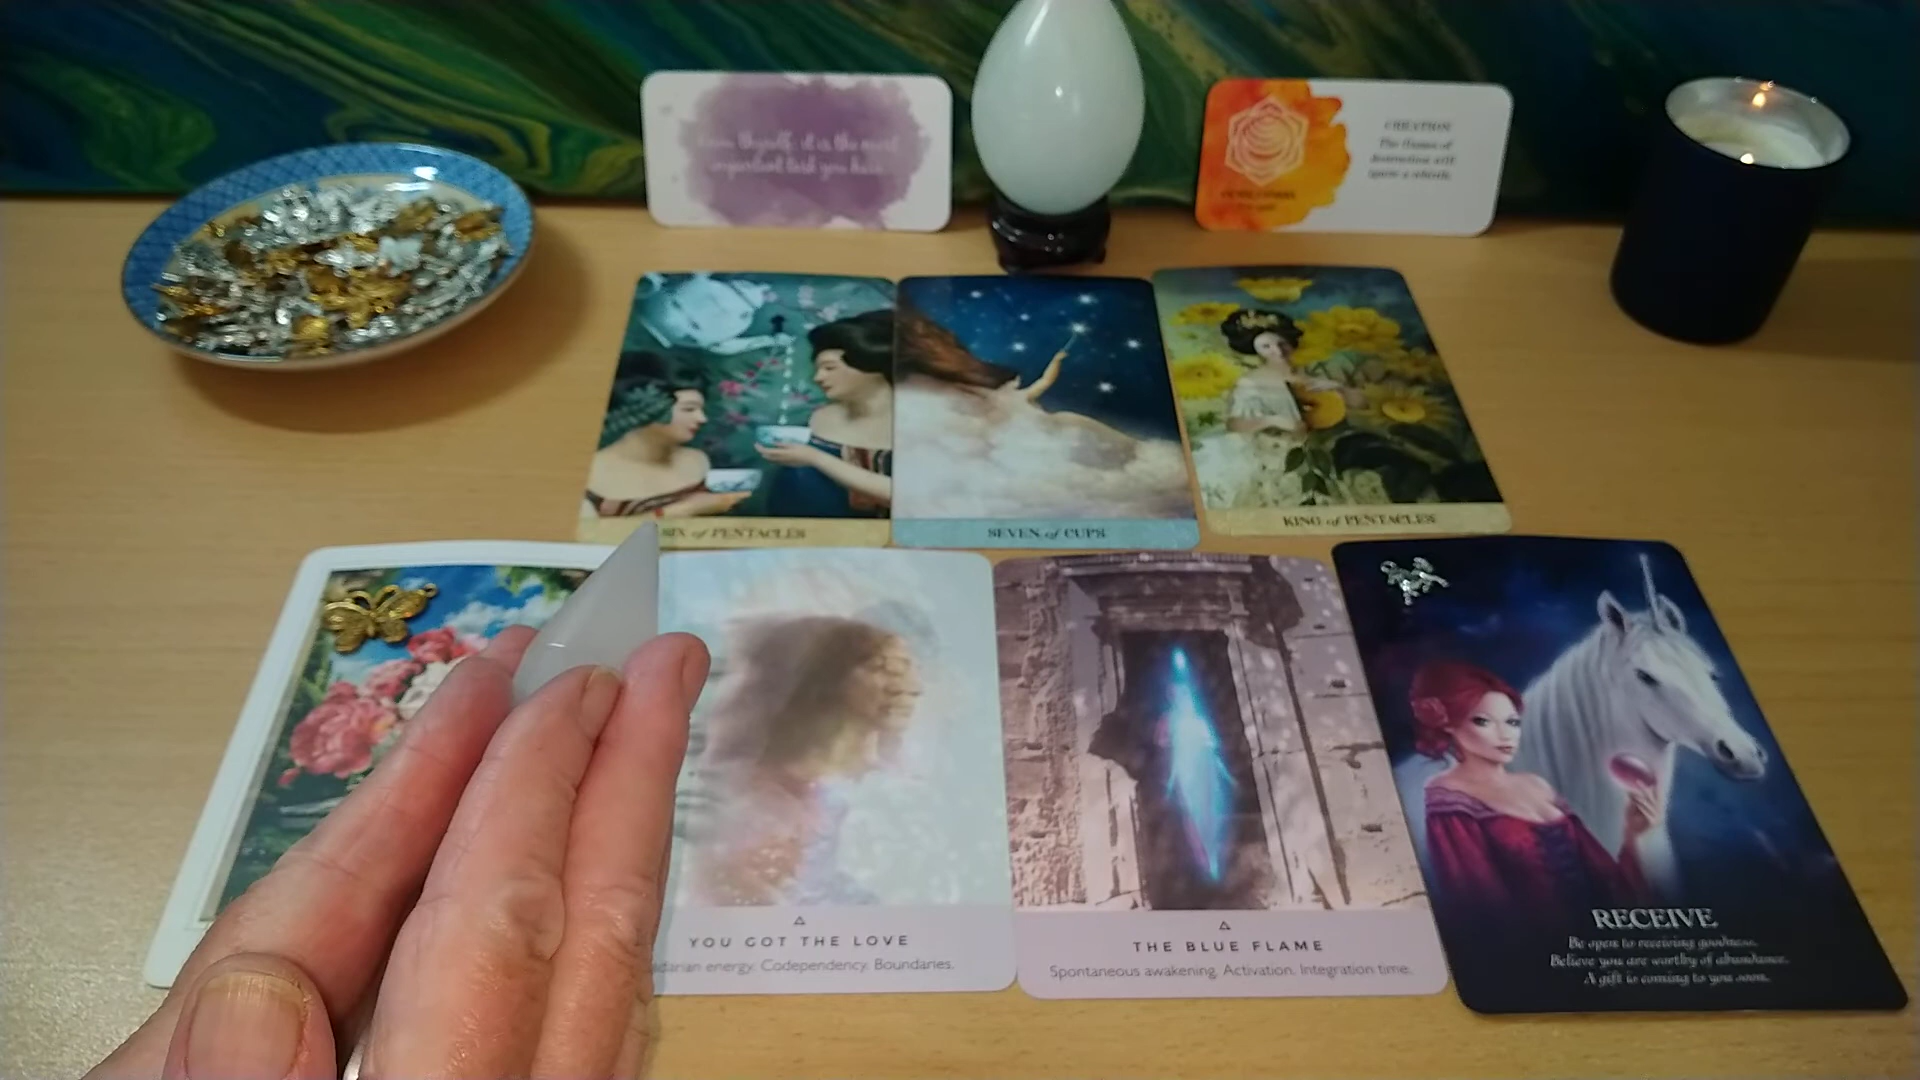 thyself, it is the most
important task you have.
CREATION
The flames of
destruction will
ignite a rebirth.
SIX of PENTACLES
SEVEN of CUPS
KING of PENTACLES
YOU GOT THE LOVE
energy. Codependency. Boundaries.
THE BLUE FLAME
Spontaneous awakening. Activation. Integration time.
RECEIVE
Be open to receiving goodness.
Believe you are worthy of abundance.
A gift is coming to you soon.